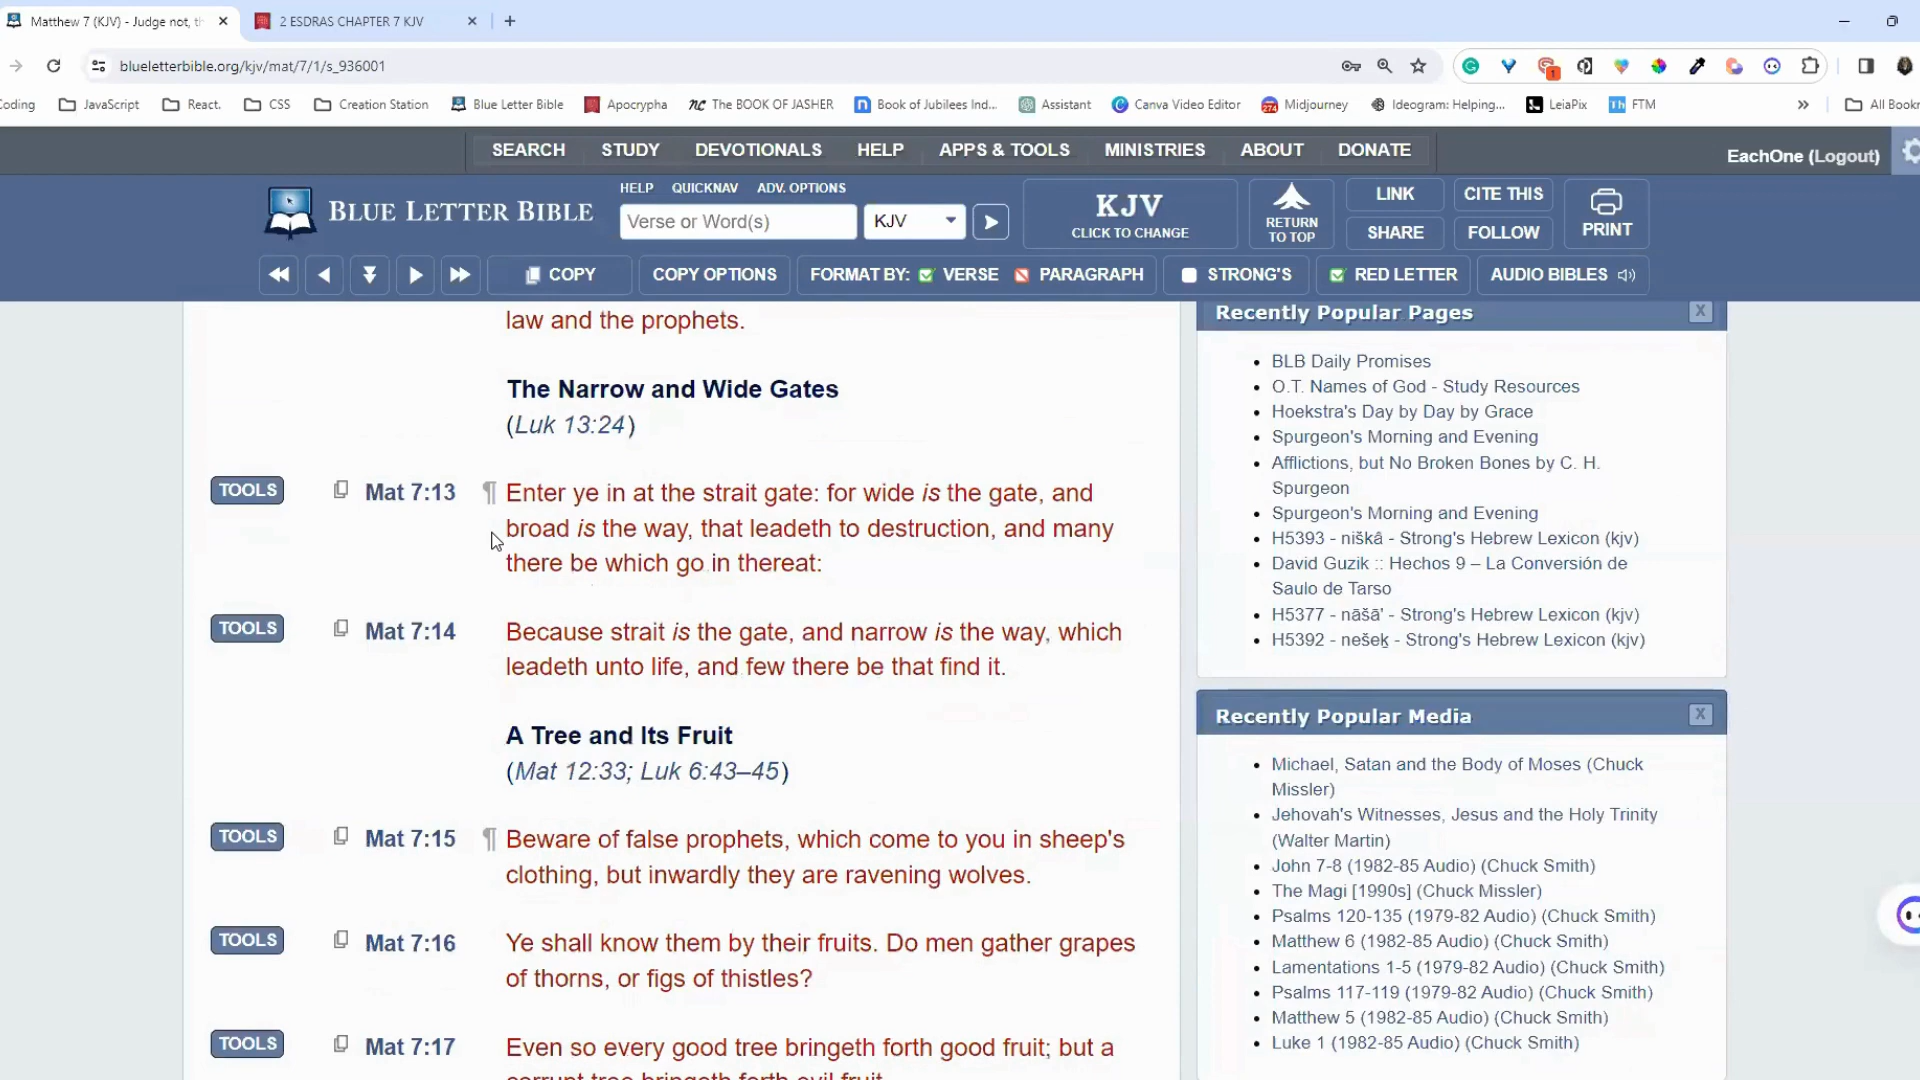 Matthew 7 (KJV) - Judge not, th
2 ESDRAS CHAPTER 7 KJV
blueletterbible.org/kjv/mat/7/1/s_936001
1
Coding
JavaScript
React.
CSS
Creation Station
Blue Letter Bible
Apocrypha
The BOOK OF JASHER
Book of Jubilees Ind...
Assistant
Canva Video Editor
Midjourney
Ideogram: Helping...
LeiaPix
FTM
All Bookr
SEARCH STUDY DEVOTIONALS HELP APPS & TOOLS MINISTRIES ABOUT DONATE
EachOne (Logout)
BLUE LETTER BIBLE
HELP QUICKNAV ADV. OPTIONS
Verse or Word(s)
KJV
KJV
CLICK TO CHANGE
RETURN
TO TOP
LINK
CITE THIS
SHARE
FOLLOW
PRINT
COPY
COPY OPTIONS
FORMAT BY: VERSE PARAGRAPH
STRONG'S
RED LETTER
AUDIO BIBLES
law and the prophets.
The Narrow and Wide Gates
(Luk 13:24)
TOOLS Mat 7:13 ¶ Enter ye in at the strait gate: for wide is the gate, and
broad is the way, that leadeth to destruction, and many
there be which go in thereat:
TOOLS Mat 7:14 Because strait is the gate, and narrow is the way, which
leadeth unto life, and few there be that find it.
A Tree and Its Fruit
(Mat 12:33; Luk 6:43–45)
TOOLS Mat 7:15 ¶ Beware of false prophets, which come to you in sheep's
clothing, but inwardly they are ravening wolves.
TOOLS Mat 7:16 Ye shall know them by their fruits. Do men gather grapes
of thorns, or figs of thistles?
TOOLS Mat 7:17 Even so every good tree bringeth forth good fruit; but a
corrupt tree bringeth forth evil fruit
Recently Popular Pages
X
BLB Daily Promises
O.T. Names of God - Study Resources
Hoekstra's Day by Day by Grace
Spurgeon's Morning and Evening
Afflictions, but No Broken Bones by C. H.
Spurgeon
Spurgeon's Morning and Evening
H5393 - niškâ - Strong's Hebrew Lexicon (kjv)
David Guzik :: Hechos 9 – La Conversión de
Saulo de Tarso
H5377 - nāšā' - Strong's Hebrew Lexicon (kjv)
H5392 - nešeḵ - Strong's Hebrew Lexicon (kjv)
Recently Popular Media
X
Michael, Satan and the Body of Moses (Chuck
Missler)
Jehovah's Witnesses, Jesus and the Holy Trinity
(Walter Martin)
John 7-8 (1982-85 Audio) (Chuck Smith)
The Magi [1990s] (Chuck Missler)
Psalms 120-135 (1979-82 Audio) (Chuck Smith)
Matthew 6 (1982-85 Audio) (Chuck Smith)
Lamentations 1-5 (1979-82 Audio) (Chuck Smith)
Psalms 117-119 (1979-82 Audio) (Chuck Smith)
Matthew 5 (1982-85 Audio) (Chuck Smith)
Luke 1 (1982-85 Audio) (Chuck Smith)